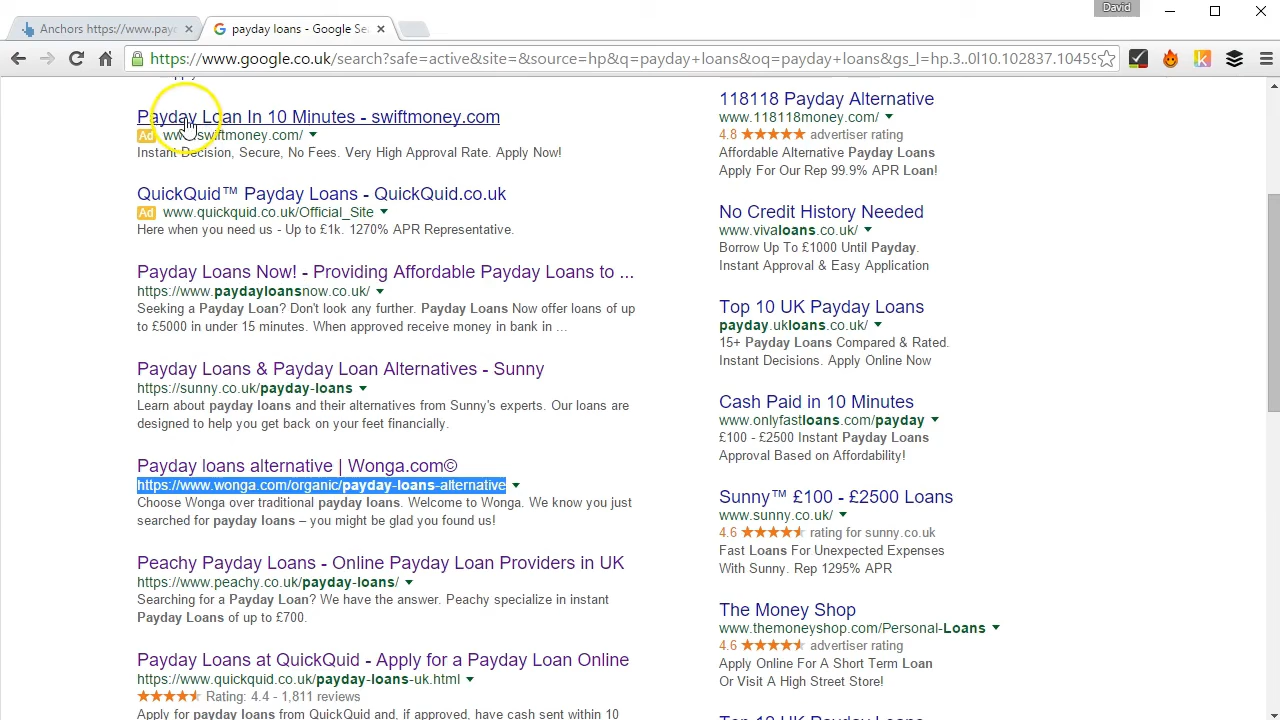 David
Anchors https://www.payc
payday loans - Google Se
https://www.google.co.uk/search?safe=active&site=&source=hp&q=payday+loans&oq=payday+loans&gs_l=hp.3..0l10.102837.10459
Payday Loan In 10 Minutes - swiftmoney.com
Ad www.swiftmoney.com/
Instant Decision, Secure, No Fees. Very High Approval Rate. Apply Now!
QuickQuid™ Payday Loans - QuickQuid.co.uk
Ad www.quickquid.co.uk/Official_Site
Here when you need us - Up to £1k. 1270% APR Representative.
Payday Loans Now! - Providing Affordable Payday Loans to ...
https://www.paydayloansnow.co.uk/
Seeking a Payday Loan? Don't look any further. Payday Loans Now offer loans of up
to £5000 in under 15 minutes. When approved receive money in bank in ...
Payday Loans & Payday Loan Alternatives - Sunny
https://sunny.co.uk/payday-loans
Learn about payday loans and their alternatives from Sunny's experts. Our loans are
designed to help you get back on your feet financially.
Payday loans alternative | Wonga.com©
https://www.wonga.com/organic/payday-loans-alternative
Choose Wonga over traditional payday loans. Welcome to Wonga. We know you just
searched for payday loans – you might be glad you found us!
Peachy Payday Loans - Online Payday Loan Providers in UK
https://www.peachy.co.uk/payday-loans/
Searching for a Payday Loan? We have the answer. Peachy specialize in instant
Payday Loans of up to £700.
Payday Loans at QuickQuid - Apply for a Payday Loan Online
https://www.quickquid.co.uk/payday-loans-uk.html
Rating: 4.4 - 1,811 reviews
Apply for payday loans from QuickQuid and, if approved, have cash sent within 10
118118 Payday Alternative
www.118118money.com/
4.8 advertiser rating
Affordable Alternative Payday Loans
Apply For Our Rep 99.9% APR Loan!
No Credit History Needed
www.vivaloans.co.uk/
Borrow Up To £1000 Until Payday.
Instant Approval & Easy Application
Top 10 UK Payday Loans
payday.ukloans.co.uk/
15+ Payday Loans Compared & Rated.
Instant Decisions. Apply Online Now
Cash Paid in 10 Minutes
www.onlyfastloans.com/payday
£100 - £2500 Instant Payday Loans
Approval Based on Affordability!
Sunny™ £100 - £2500 Loans
www.sunny.co.uk/
4.6 rating for sunny.co.uk
Fast Loans For Unexpected Expenses
With Sunny. Rep 1295% APR
The Money Shop
www.themoneyshop.com/Personal-Loans
4.6 advertiser rating
Apply Online For A Short Term Loan
Or Visit A High Street Store!
Top 10 UK Payday Loans